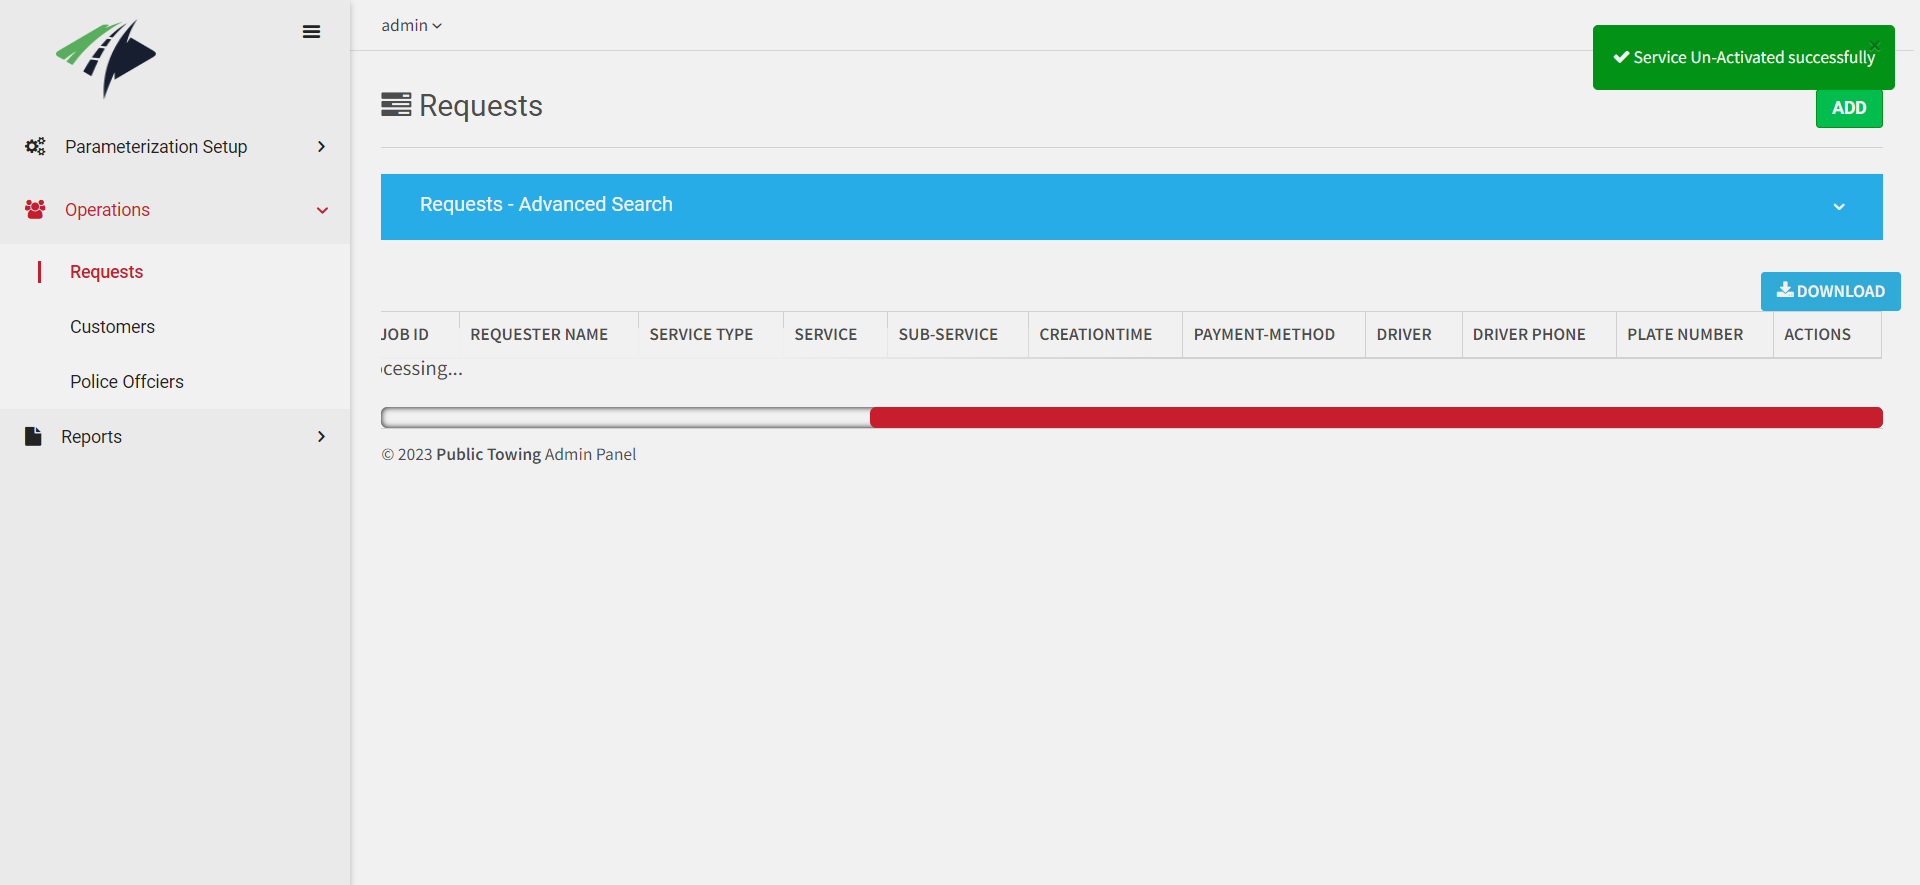 admin
Service Un-Activated successfully
Requests
ADD
Parameterization Setup
Operations
Requests
Customers
Police Offciers
Reports
Requests - Advanced Search
DOWNLOAD
JOB ID REQUESTER NAME SERVICE TYPE SERVICE SUB-SERVICE CREATIONTIME PAYMENT-METHOD DRIVER DRIVER PHONE PLATE NUMBER ACTIONS
cessing...
© 2023 Public Towing Admin Panel